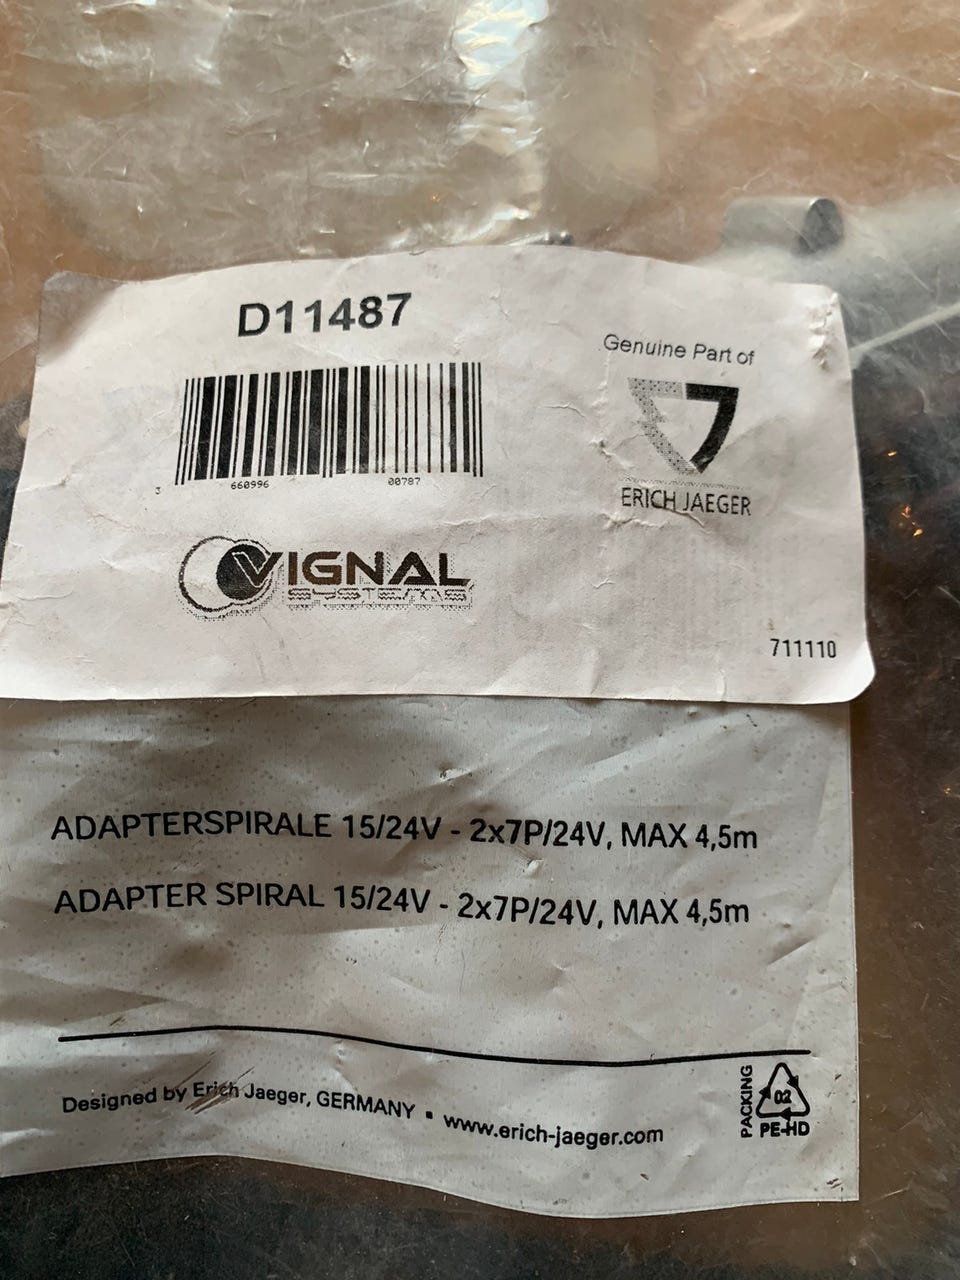 D11487
Genuine Part of
ERICH JAEGER
3 660996 00787
VIGNAL
SYSTEMS
711110
ADAPTERSPIRALE 15/24V - 2x7P/24V, MAX 4,5m
ADAPTER SPIRAL 15/24V - 2x7P/24V, MAX 4,5m
Designed by Erich Jaeger, GERMANY ▪ www.erich-jaeger.com
PACKING
02
PE-HD